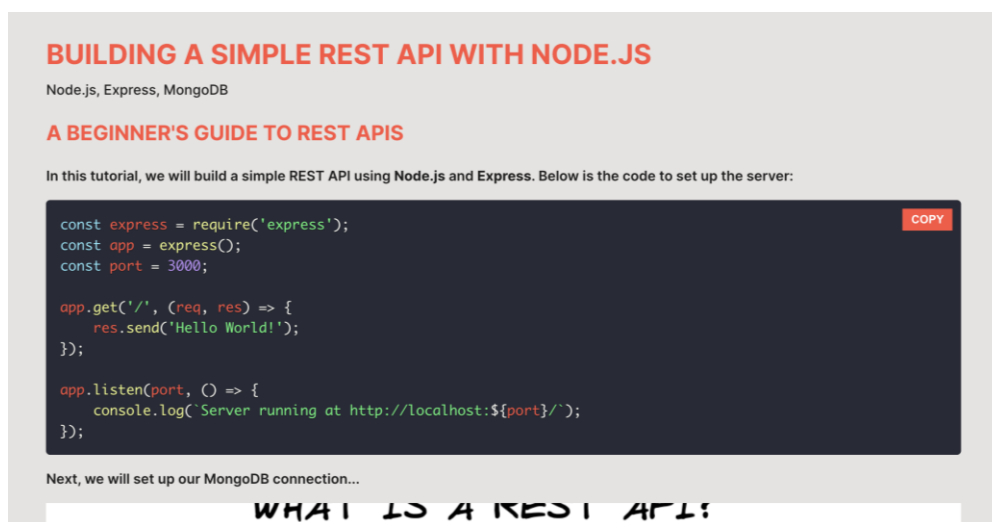 BUILDING A SIMPLE REST API WITH NODE.JS
Node.js, Express, MongoDB
A BEGINNER'S GUIDE TO REST APIS
In this tutorial, we will build a simple REST API using Node.js and Express. Below is the code to set up the server:
COPY
const express = require('express');
const app = express();
const port = 3000;

app.get('/', (req, res) => {
    res.send('Hello World!');
});

app.listen(port, () => {
    console.log(`Server running at http://localhost:${port}/`);
});
Next, we will set up our MongoDB connection...
WHAT IS A REST API?